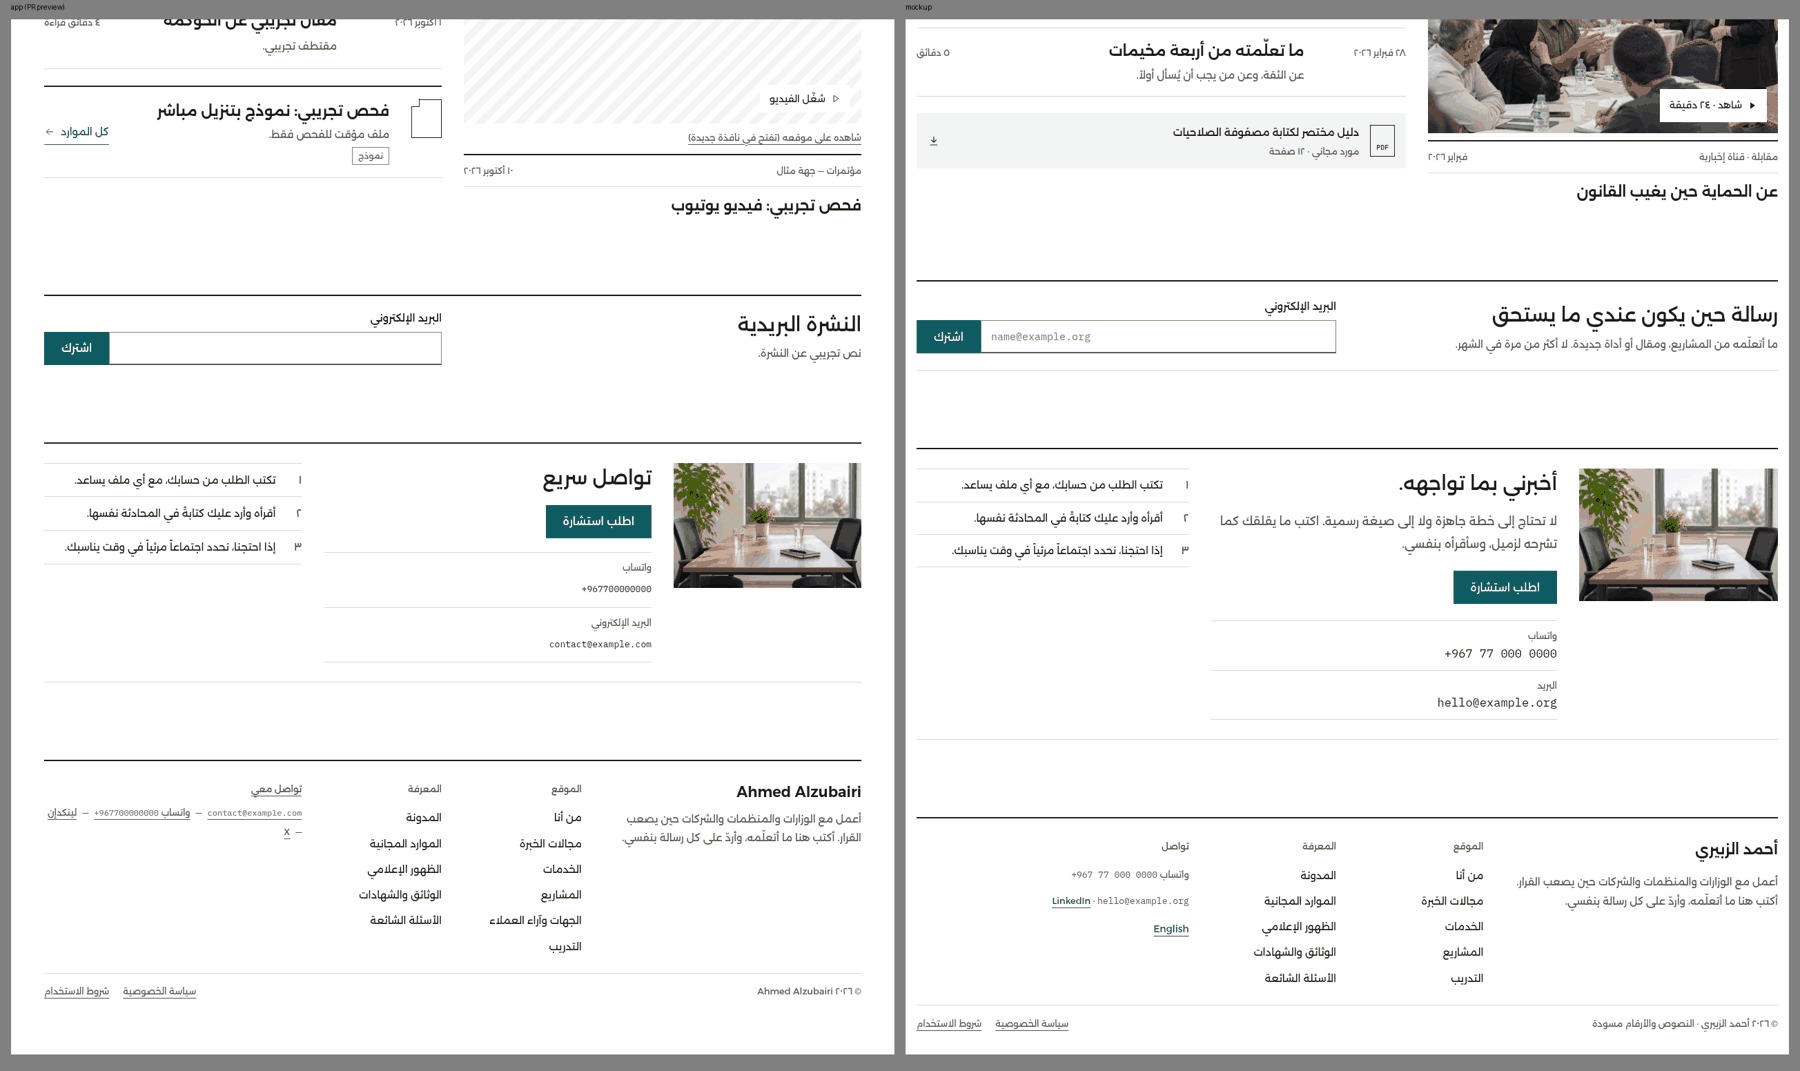 app (PR preview)
١ أكتوبر ٢٠٢٦
مقال تجريبي عن الحوكمة
٤ دقائق قراءة
مقتطف تجريبي.
فحص تجريبي: نموذج بتنزيل مباشر
ملف مؤقت للفحص فقط.
نموذج
كل الموارد ←
شغّل الفيديو
شاهده على موقعه (تفتح في نافذة جديدة)
مؤتمرات — جهة مثال
١٠ أكتوبر ٢٠٢٦
فحص تجريبي: فيديو يوتيوب
النشرة البريدية
نص تجريبي عن النشرة.
البريد الإلكتروني
اشترك
تواصل سريع
اطلب استشارة
واتساب
+967700000000
البريد الإلكتروني
contact@example.com
١ تكتب الطلب من حسابك، مع أي ملف يساعد.
٢ أقرأه وأرد عليك كتابةً في المحادثة نفسها.
٣ إذا احتجنا، نحدد اجتماعاً مرئياً في وقت يناسبك.
Ahmed Alzubairi
أعمل مع الوزارات والمنظمات والشركات حين يصعب
القرار. أكتب هنا ما أتعلّمه، وأردّ على كل رسالة بنفسي.
الموقع
من أنا
مجالات الخبرة
الخدمات
المشاريع
الجهات وآراء العملاء
التدريب
المعرفة
المدونة
الموارد المجانية
الظهور الإعلامي
الوثائق والشهادات
الأسئلة الشائعة
تواصل معي
contact@example.com — واتساب +967700000000 — لينكدإن
— X
© ٢٠٢٦ Ahmed Alzubairi
سياسة الخصوصية
شروط الاستخدام
mockup
٢٨ فبراير ٢٠٢٦
ما تعلّمته من أربعة مخيمات
٥ دقائق
عن الثقة، وعن من يجب أن يُسأل أولاً.
PDF
دليل مختصر لكتابة مصفوفة الصلاحيات
مورد مجاني · ١٢ صفحة
شاهد · ٢٤ دقيقة
مقابلة · قناة إخبارية
فبراير ٢٠٢٦
عن الحماية حين يغيب القانون
رسالة حين يكون عندي ما يستحق
ما أتعلّمه من المشاريع، ومقال أو أداة جديدة. لا أكثر من مرة في الشهر.
البريد الإلكتروني
name@example.org
اشترك
أخبرني بما تواجهه.
لا تحتاج إلى خطة جاهزة ولا إلى صيغة رسمية. اكتب ما يقلقك كما
تشرحه لزميل، وسأقرأه بنفسي.
اطلب استشارة
واتساب
+967 77 000 0000
البريد
hello@example.org
١ تكتب الطلب من حسابك، مع أي ملف يساعد.
٢ أقرأه وأرد عليك كتابةً في المحادثة نفسها.
٣ إذا احتجنا، نحدد اجتماعاً مرئياً في وقت يناسبك.
أحمد الزبيري
أعمل مع الوزارات والمنظمات والشركات حين يصعب القرار.
أكتب هنا ما أتعلّمه، وأردّ على كل رسالة بنفسي.
الموقع
من أنا
مجالات الخبرة
الخدمات
المشاريع
التدريب
المعرفة
المدونة
الموارد المجانية
الظهور الإعلامي
الوثائق والشهادات
الأسئلة الشائعة
تواصل
واتساب +967 77 000 0000
hello@example.org · LinkedIn
English
© ٢٠٢٦ أحمد الزبيري · النصوص والأرقام مسودة
سياسة الخصوصية
شروط الاستخدام